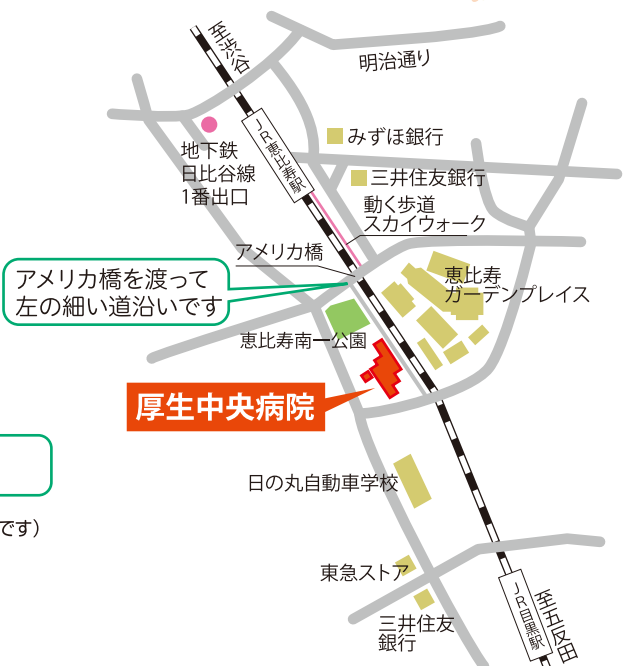 至渋谷
明治通り
JR恵比寿駅
みずほ銀行
地下鉄
日比谷線
1番出口
三井住友銀行
動く歩道
スカイウォーク
アメリカ橋
アメリカ橋を渡って
左の細い道沿いです
恵比寿
ガーデンプレイス
恵比寿南一公園
厚生中央病院
日の丸自動車学校
です）
東急ストア
JR目黒駅
至五反田
三井住友
銀行